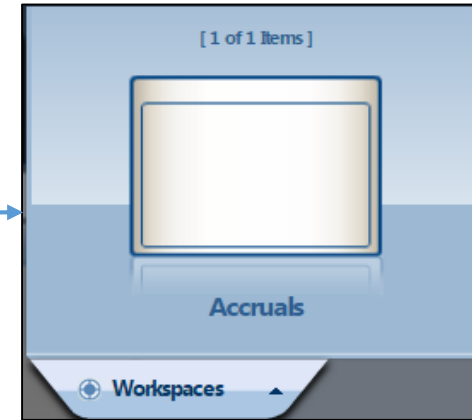 [ 1 of 1 Items ]
Accruals
Workspaces